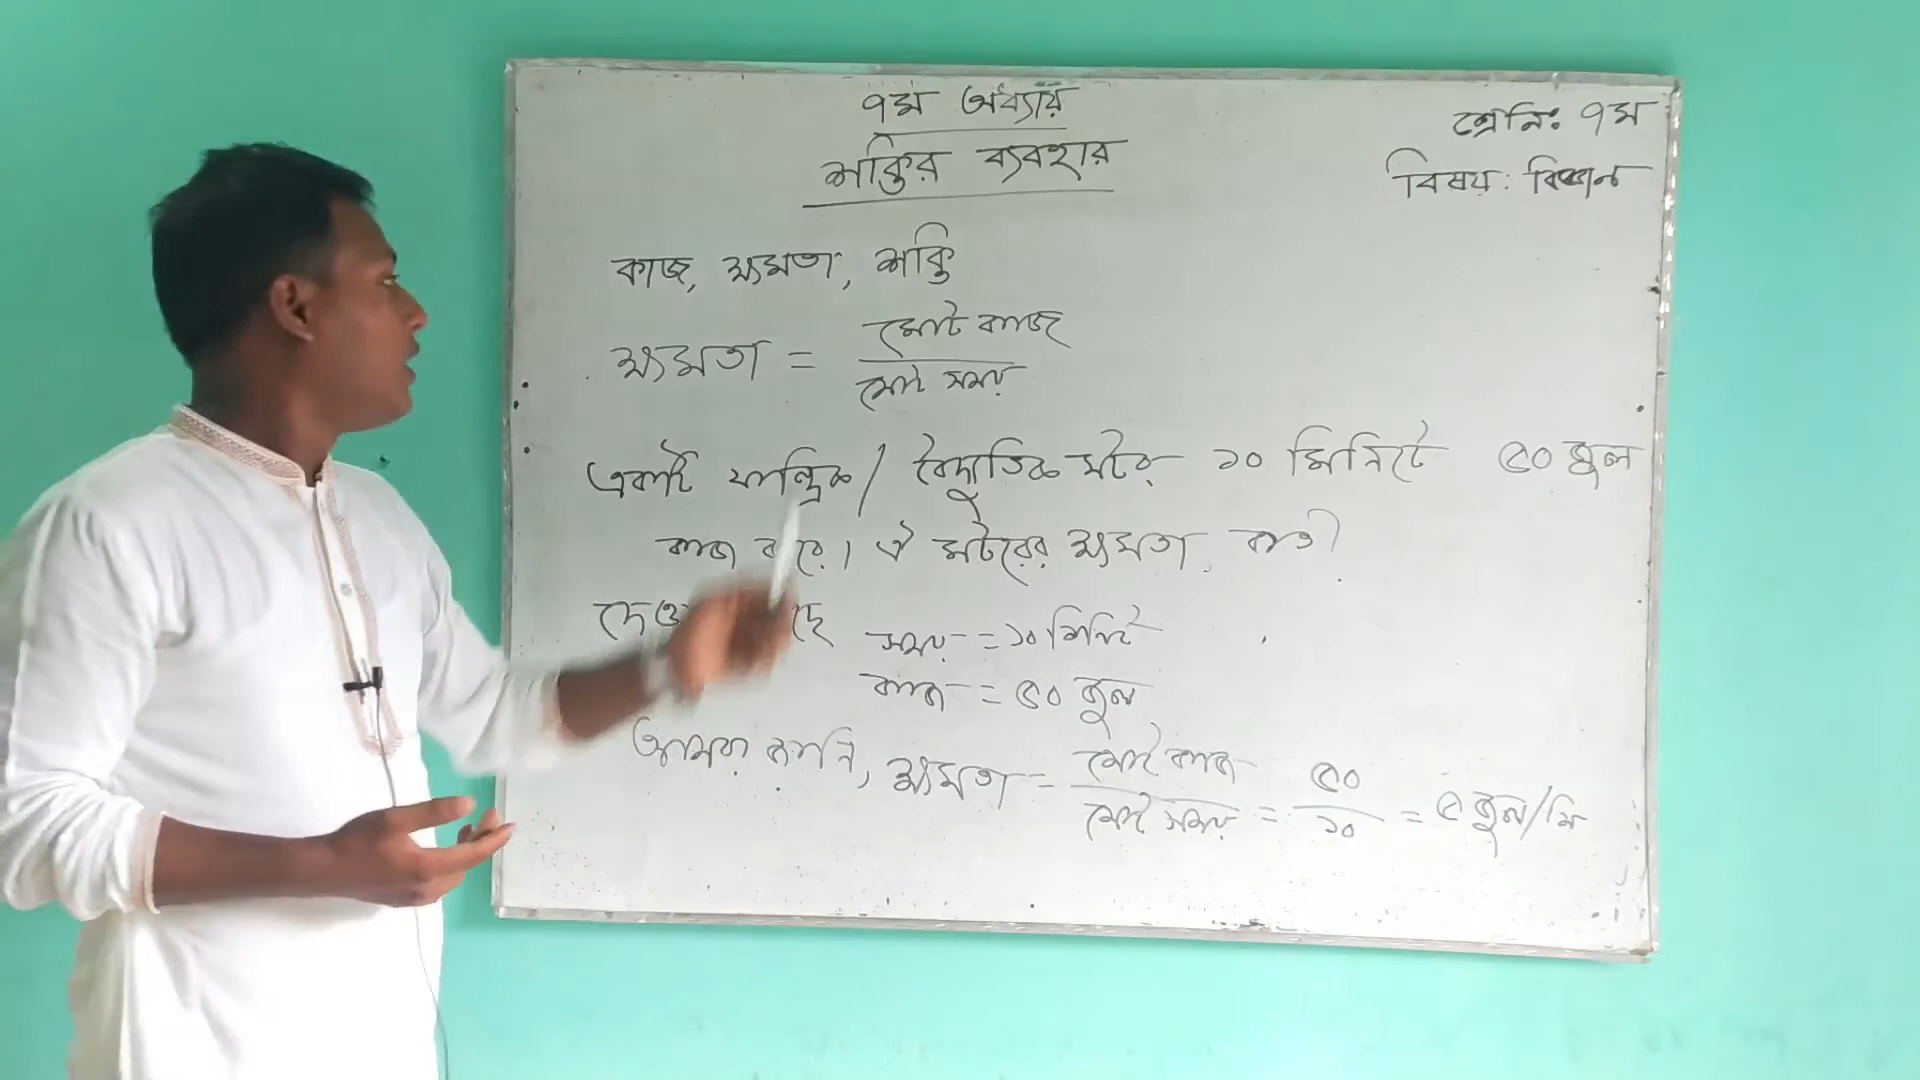 ৭ম অধ্যায়
শক্তির ব্যবহার
শ্রেনি: ৭ম
বিষয়: বিজ্ঞান
কাজ, ক্ষমতা, শক্তি
ক্ষমতা = মোট কাজ / মোট সময়
একটি যান্ত্রিক / বৈদ্যুতিক মটর ১০ মিনিটে ৫০ জুল
কাজ করে। ঐ মটরের ক্ষমতা কত?
সময় = ১০ মিনিট
কাজ = ৫০ জুল
আমরা জানি, ক্ষমতা = মোট কাজ / মোট সময় = ৫০ / ১০ = ৫ জুল/মি